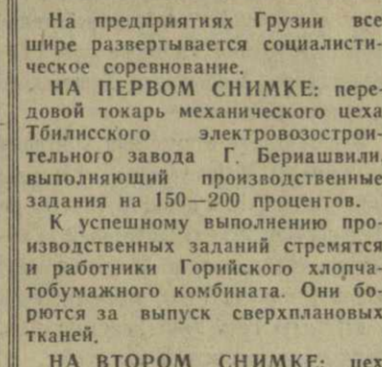 На предприятиях Грузии все
шире развертывается социалисти-
ческое соревнование.
НА ПЕРВОМ СНИМКЕ: пере-
довой токарь механического цеха
Тбилисского электровозострои-
тельного завода Г. Бериашвили,
выполняющий производственные
задания на 150—200 процентов.
К успешному выполнению про-
изводственных заданий стремятся
и работники Горийского хлопча-
тобумажного комбината. Они бо-
рются за выпуск сверхплановых
тканей.
НА ВТОРОМ СНИМКЕ: цех